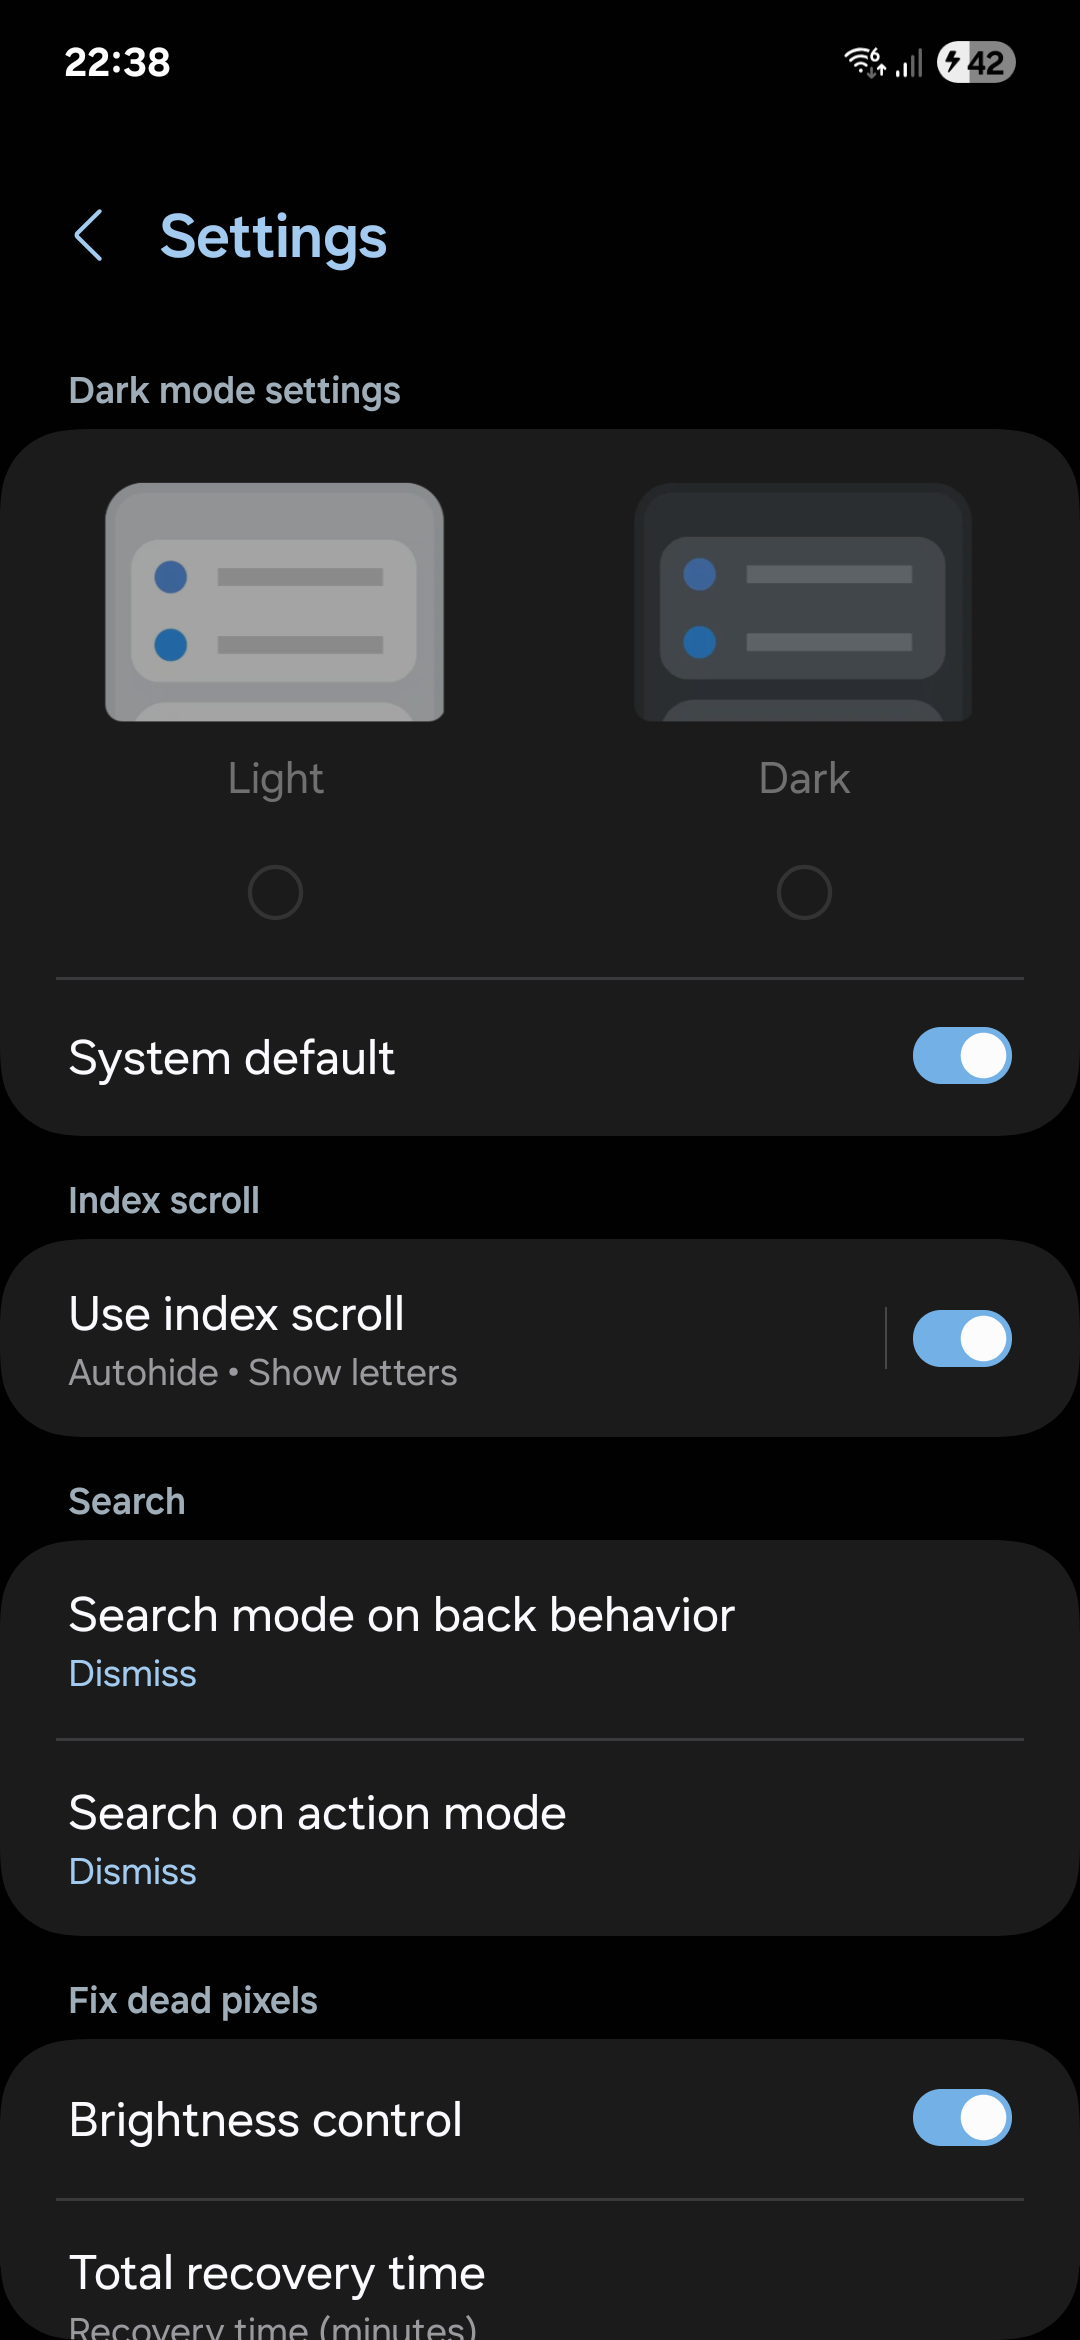 22:38
6
42
Settings
Dark mode settings
Light
Dark
System default
Index scroll
Use index scroll
Autohide • Show letters
Search
Search mode on back behavior
Dismiss
Search on action mode
Dismiss
Fix dead pixels
Brightness control
Total recovery time
Recovery time (minutes)